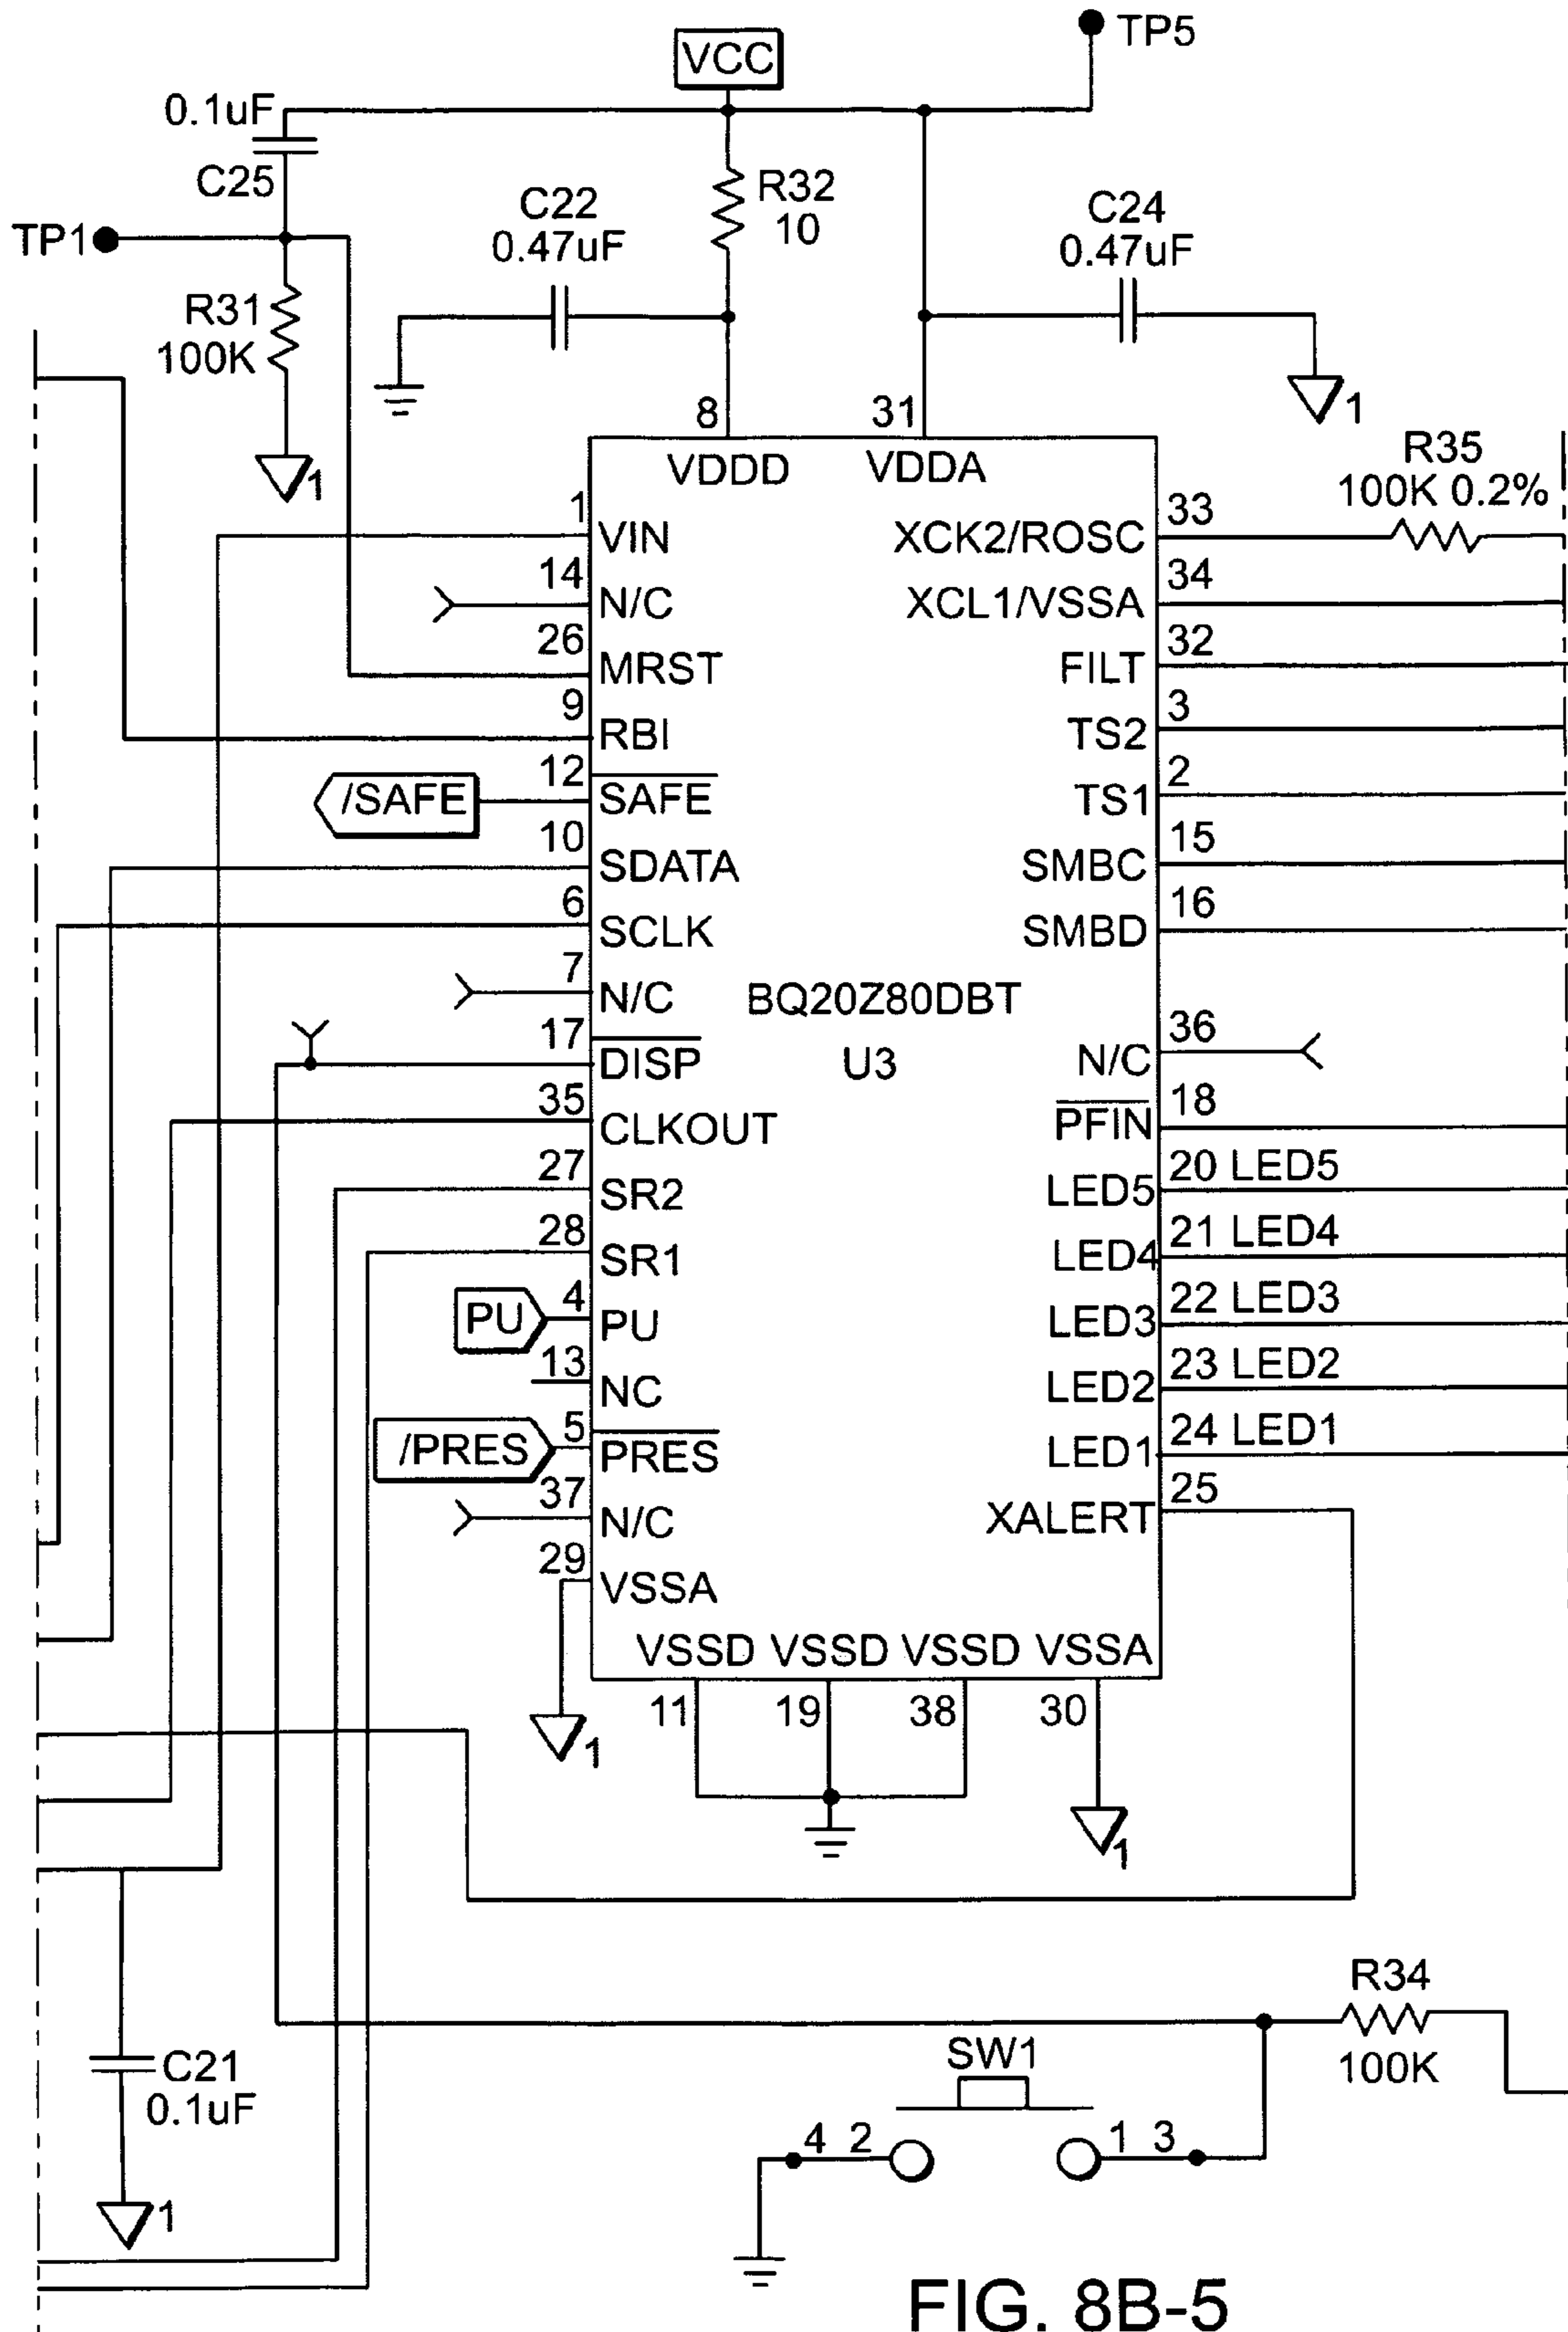 TP5
VCC
0.1uF
C25
TP1
C22
0.47uF
R32
10
C24
0.47uF
R31
100K
1
1
8
31
VDDD
VDDA
R35
100K 0.2%
1
VIN
33
XCK2/ROSC
14
N/C
34
XCL1/VSSA
26
MRST
32
FILT
9
RBI
3
TS2
/SAFE
12
SAFE
2
TS1
10
SDATA
15
SMBC
6
SCLK
16
SMBD
7
N/C
BQ20Z80DBT
U3
17
DISP
36
N/C
35
CLKOUT
18
PFIN
27
SR2
20 LED5
LED5
28
SR1
21 LED4
LED4
PU
4
PU
22 LED3
LED3
13
NC
23 LED2
LED2
/PRES
5
PRES
24 LED1
LED1
37
N/C
25
XALERT
29
VSSA
1
VSSD VSSD VSSD VSSA
11
19
38
30
1
R34
100K
SW1
4 2
1 3
C21
0.1uF
1
FIG. 8B-5